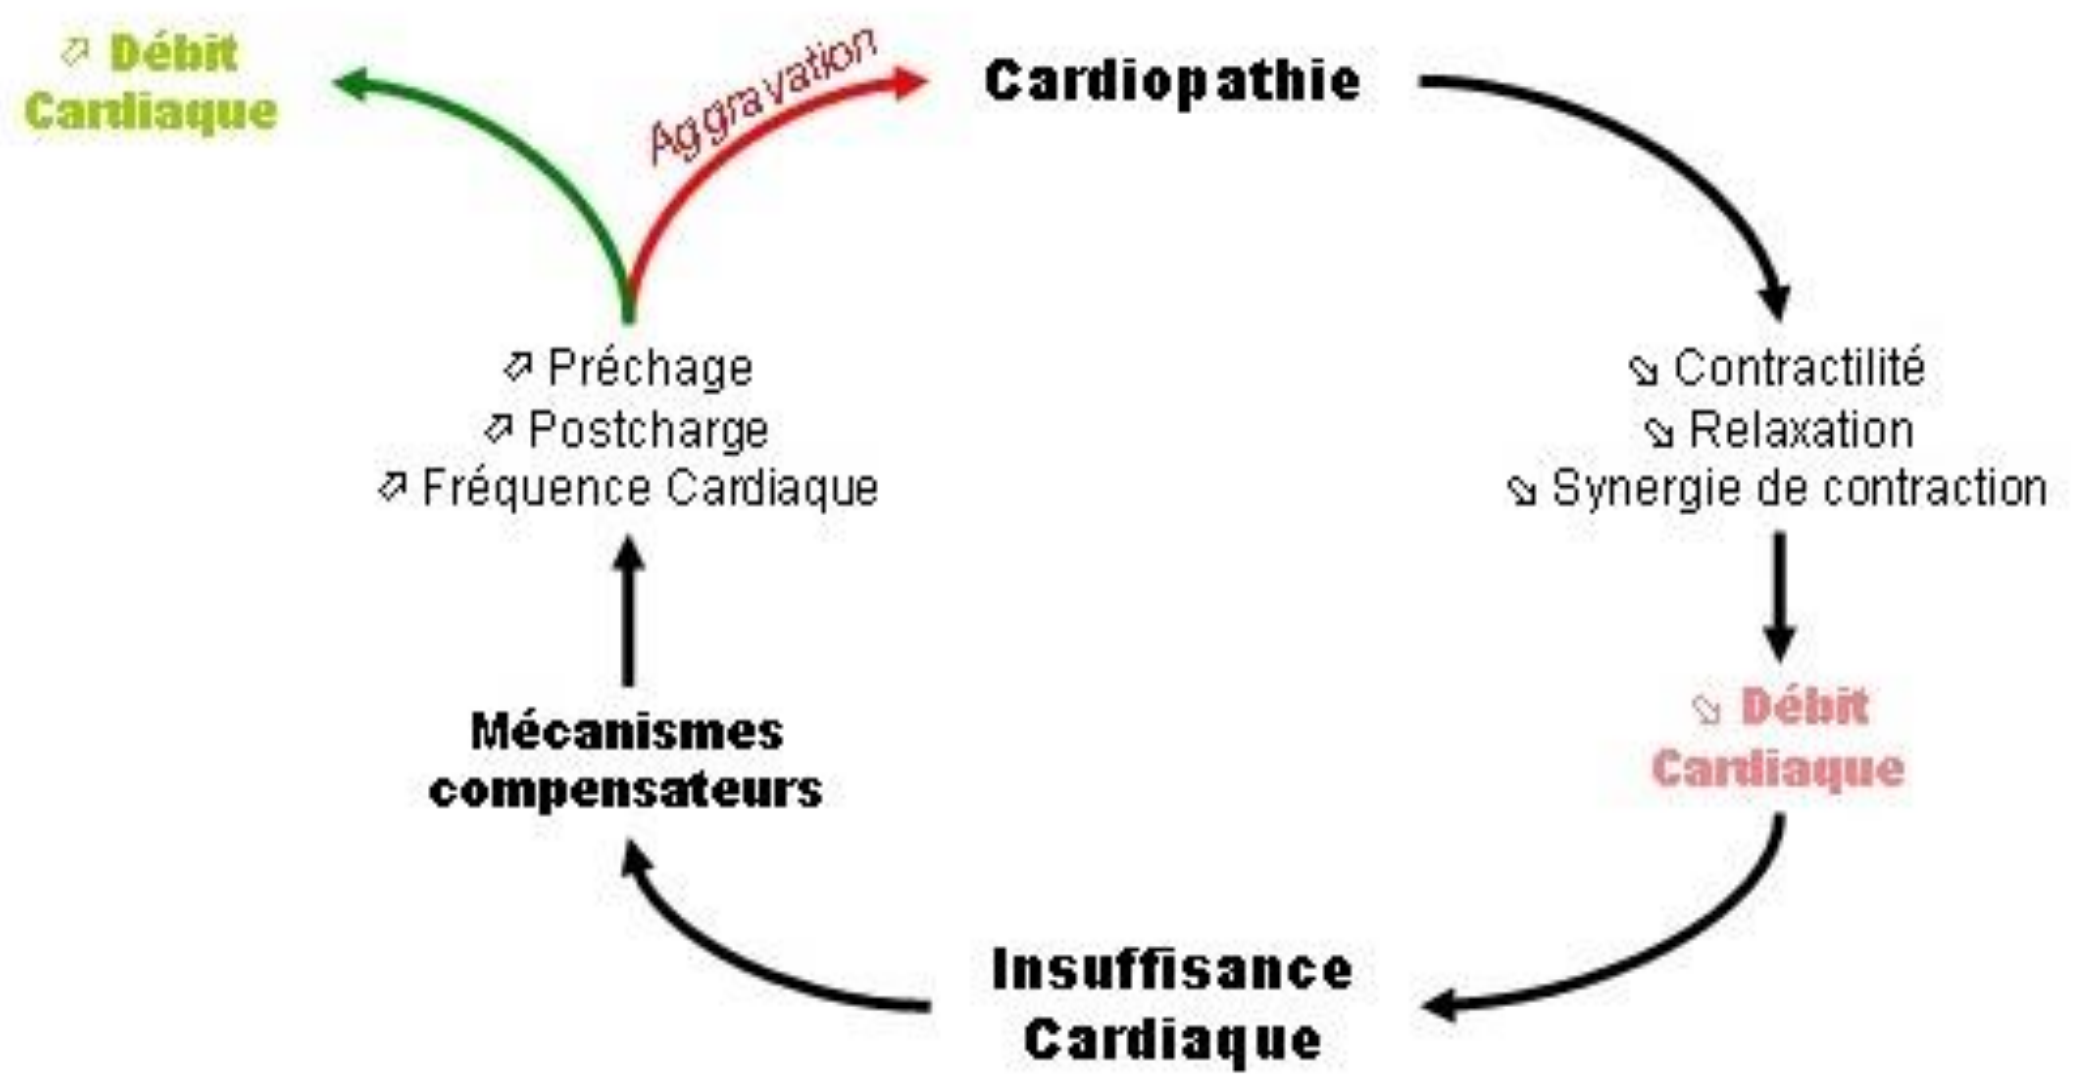 ↗ Débit
Cardiaque
Aggravation
Cardiopathie
↗ Préchage
↗ Postcharge
↗ Fréquence Cardiaque
↘ Contractilité
↘ Relaxation
↘ Synergie de contraction
Mécanismes
compensateurs
↘ Débit
Cardiaque
Insuffisance
Cardiaque